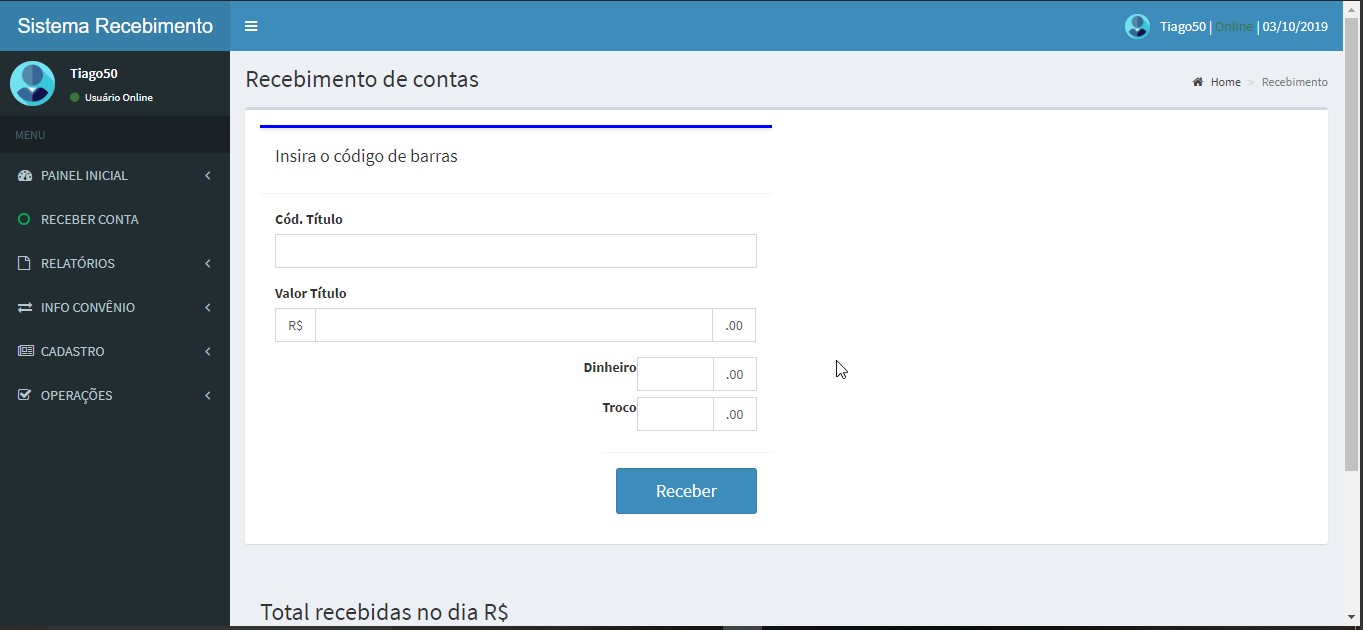 Sistema Recebimento
Tiago50 | Online | 03/10/2019
Tiago50
Usuário Online
MENU
PAINEL INICIAL
RECEBER CONTA
RELATÓRIOS
INFO CONVÊNIO
CADASTRO
OPERAÇÕES
Recebimento de contas
Home > Recebimento
Insira o código de barras
Cód. Título
Valor Título
R$ .00
Dinheiro .00
Troco .00
Receber
Total recebidas no dia R$